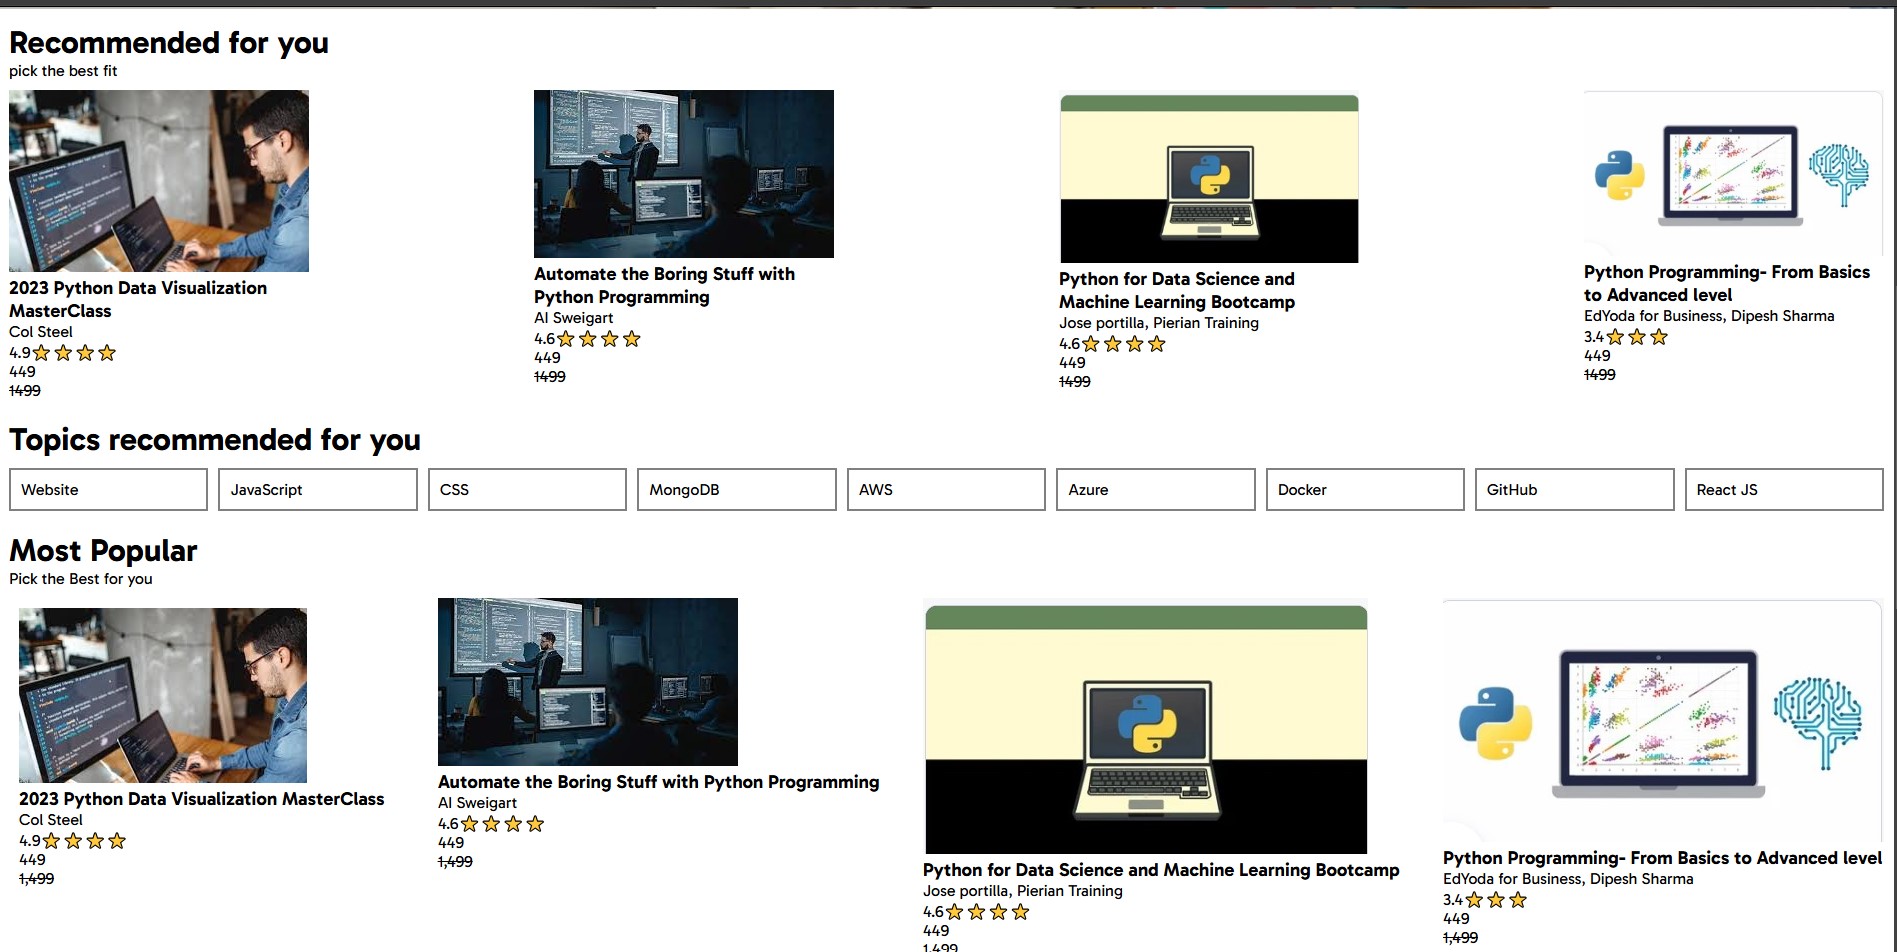 Recommended for you
pick the best fit
2023 Python Data Visualization
MasterClass
Col Steel
4.9
449
1499
Automate the Boring Stuff with
Python Programming
AI Sweigart
4.6
449
1499
Python for Data Science and
Machine Learning Bootcamp
Jose portilla, Pierian Training
4.6
449
1499
Python Programming- From Basics
to Advanced level
EdYoda for Business, Dipesh Sharma
3.4
449
1499
Topics recommended for you
Website
JavaScript
CSS
MongoDB
AWS
Azure
Docker
GitHub
React JS
Most Popular
Pick the Best for you
2023 Python Data Visualization MasterClass
Col Steel
4.9
449
1,499
Automate the Boring Stuff with Python Programming
AI Sweigart
4.6
449
1,499
Python for Data Science and Machine Learning Bootcamp
Jose portilla, Pierian Training
4.6
449
1,499
Python Programming- From Basics to Advanced level
EdYoda for Business, Dipesh Sharma
3.4
449
1,499